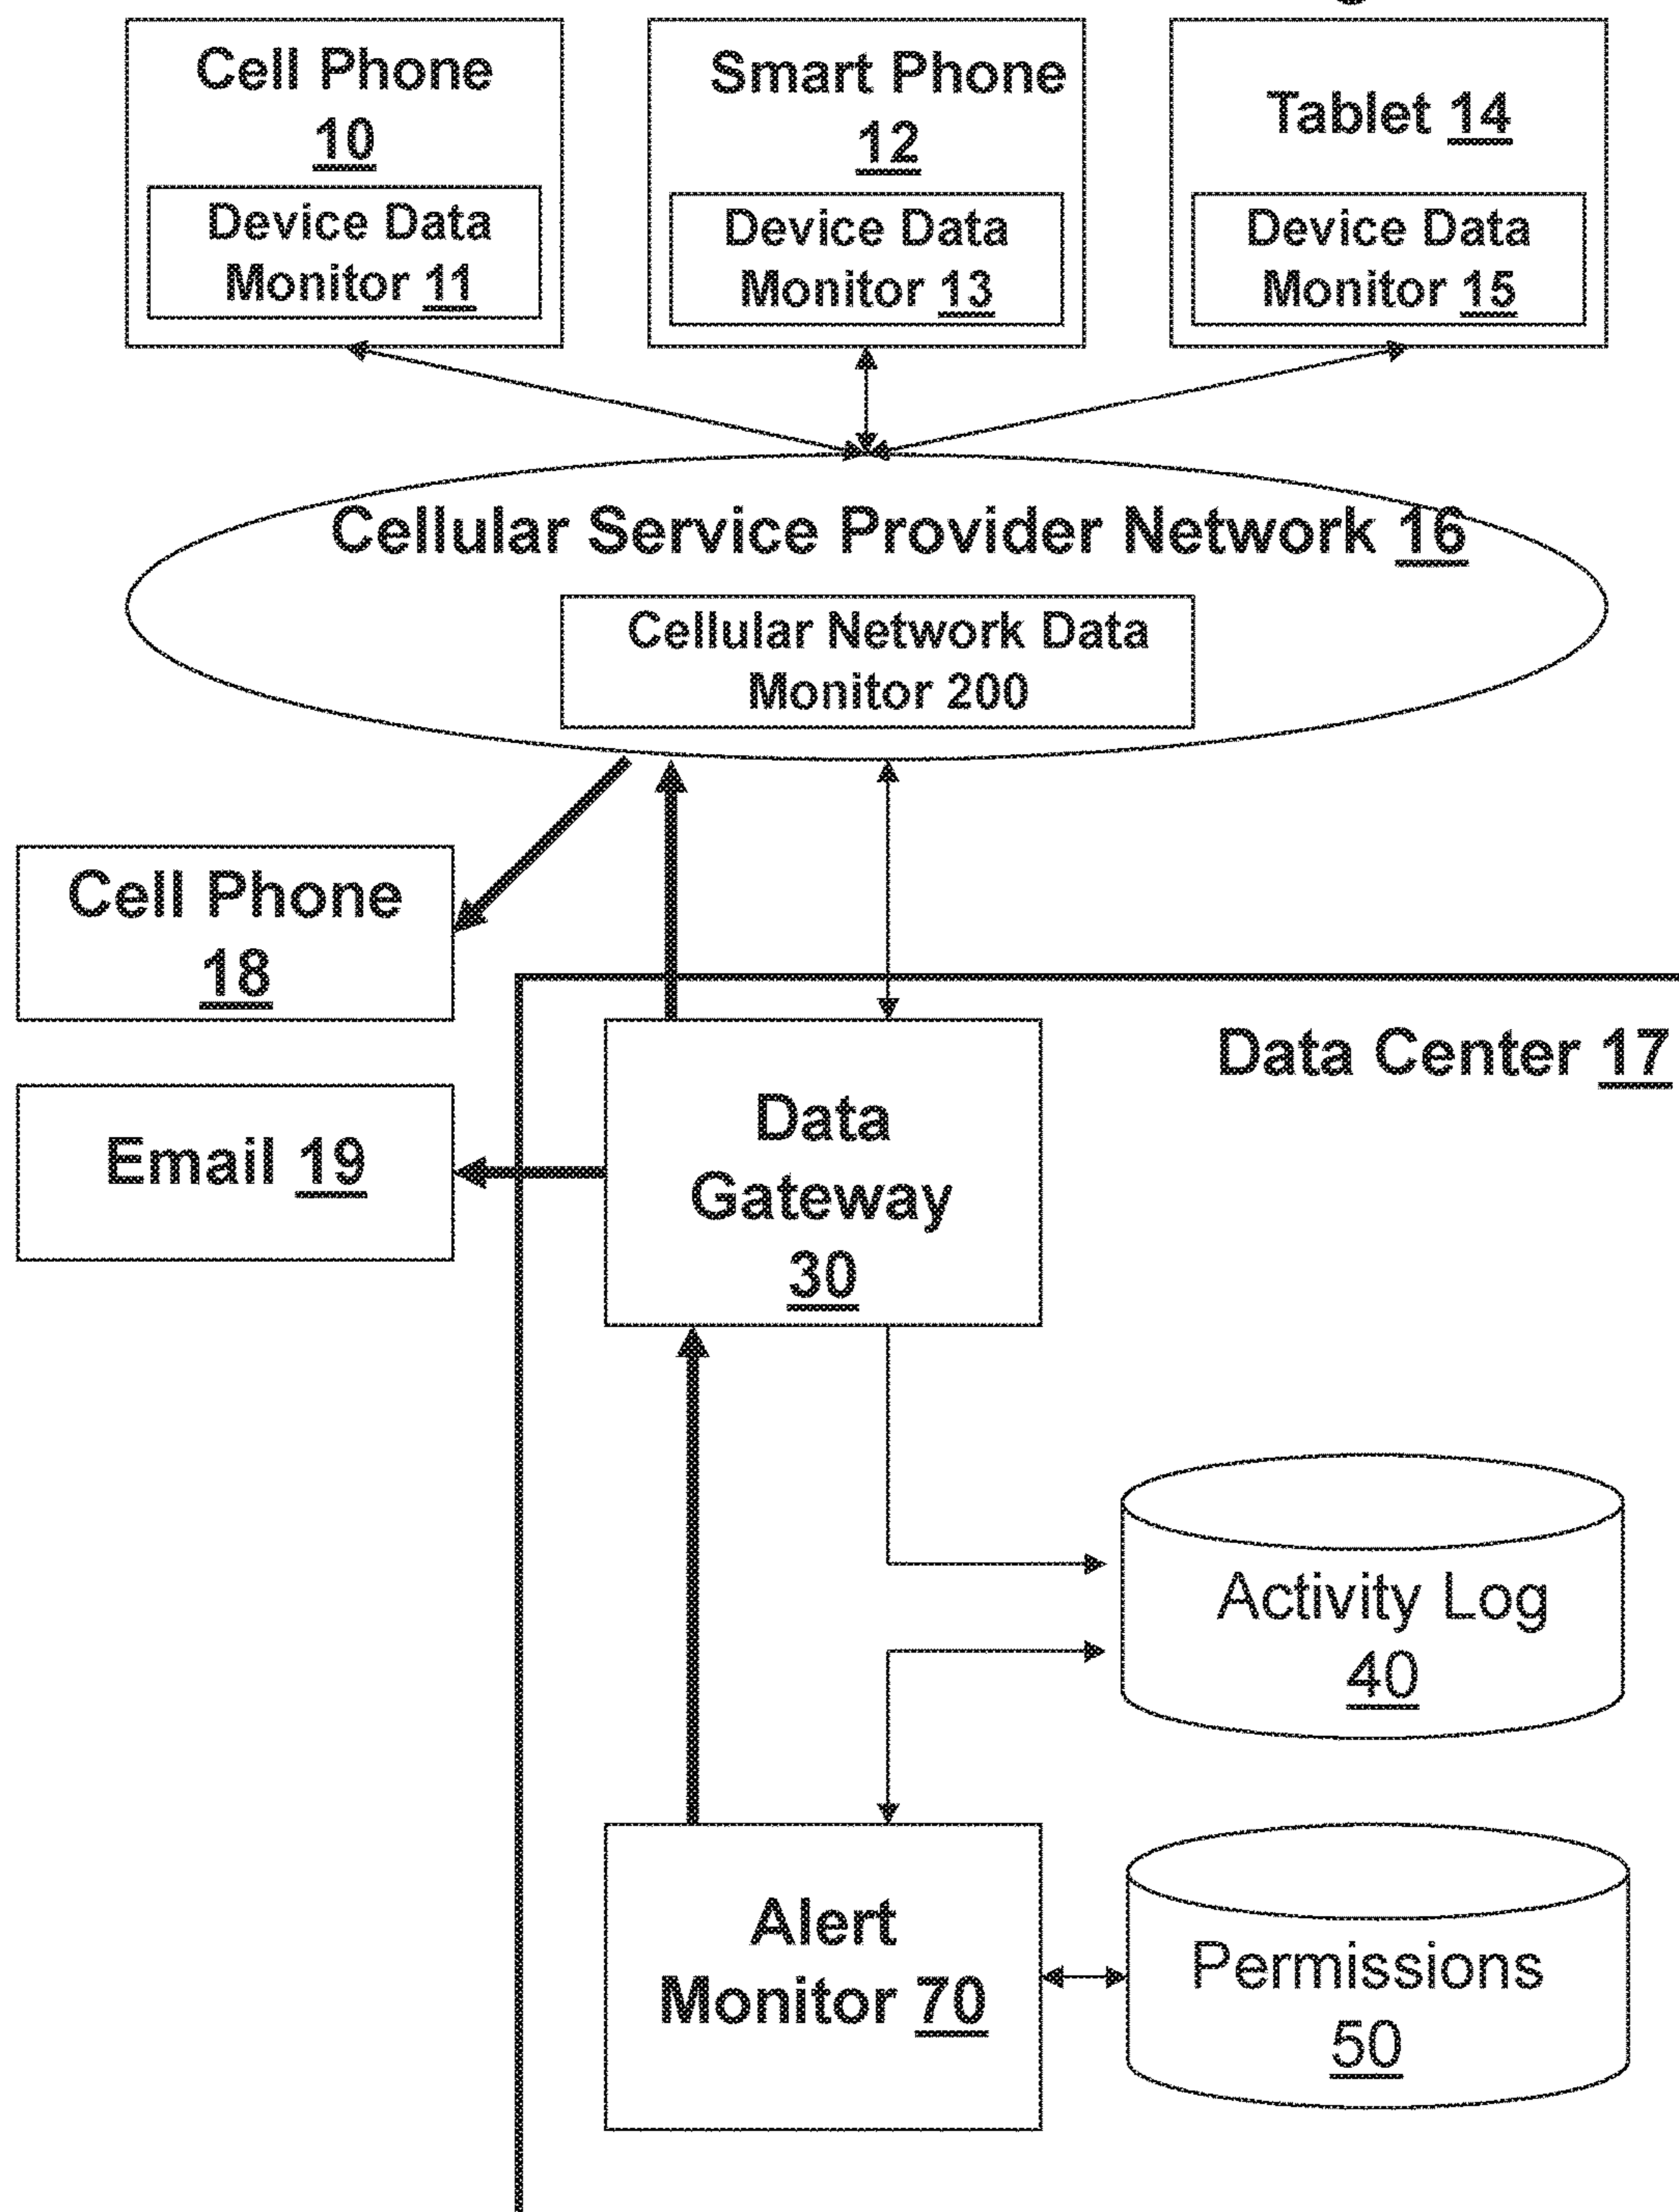 Cell Phone
10
Device Data
Monitor 11
Smart Phone
12
Device Data
Monitor 13
Tablet 14
Device Data
Monitor 15
Cellular Service Provider Network 16
Cellular Network Data
Monitor 200
Cell Phone
18
Data Center 17
Email 19
Data
Gateway
30
Activity Log
40
Alert
Monitor 70
Permissions
50